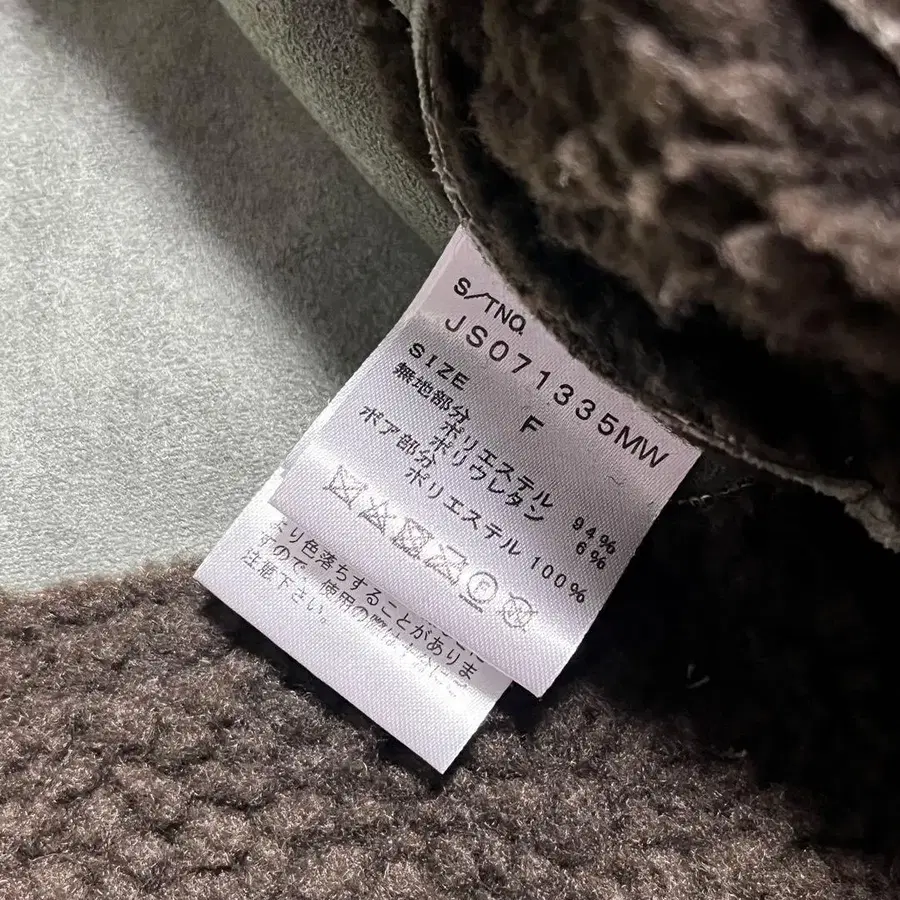 S/TNO.
JS071335MW
SIZE F
無地部分
ポリエステル 94%
ポリウレタン 6%
ボア部分
ポリエステル 100%
F
より色落ちすることがありま
すので、使用の際は
注意下さい。